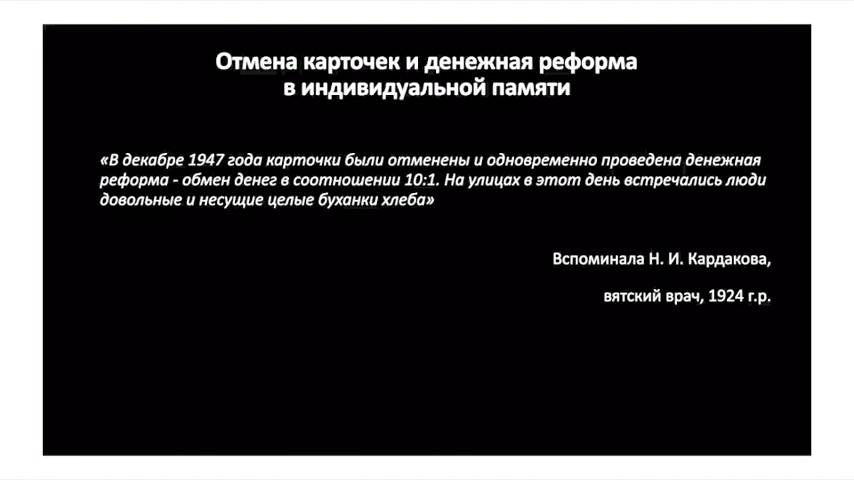 Отмена карточек и денежная реформа
в индивидуальной памяти
«В декабре 1947 года карточки были отменены и одновременно проведена денежная
реформа - обмен денег в соотношении 10:1. На улицах в этот день встречались люди
довольные и несущие целые буханки хлеба»
Вспоминала Н. И. Кардакова,
вятский врач, 1924 г.р.